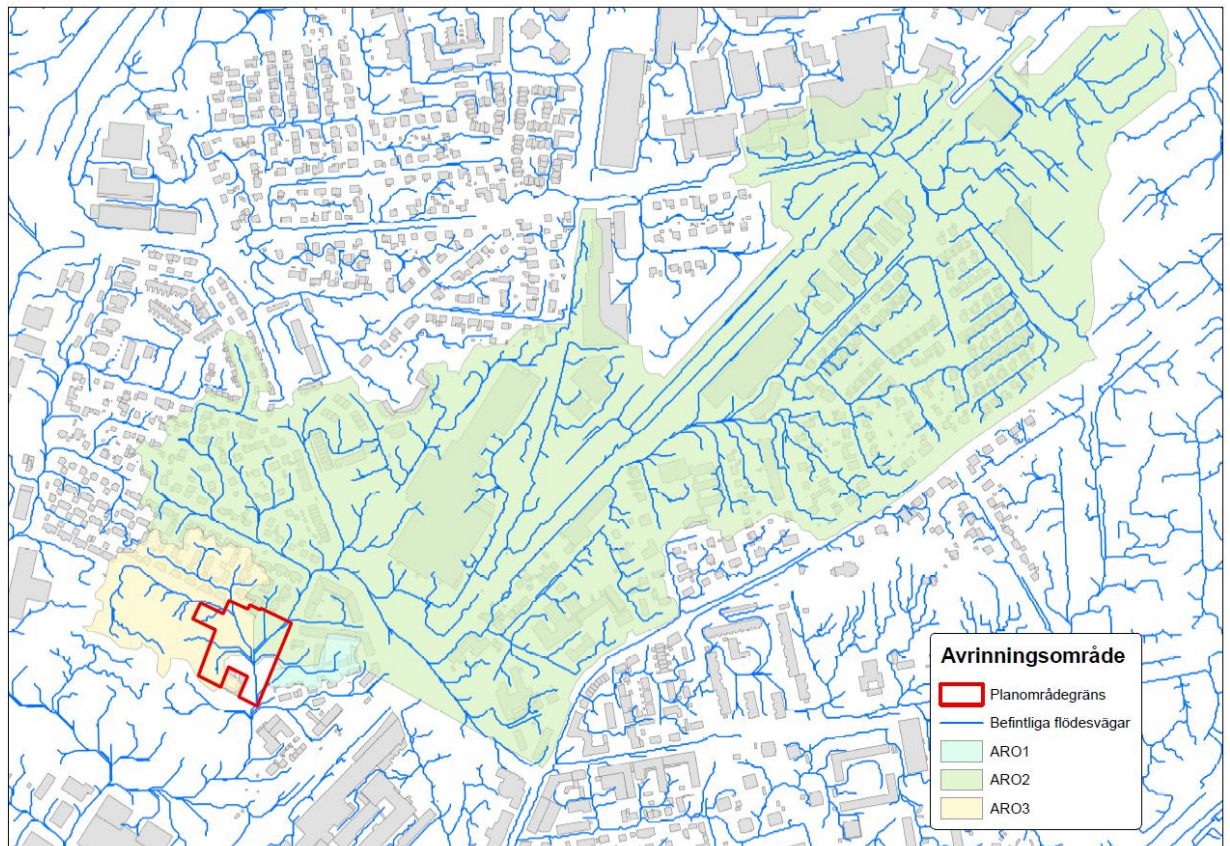 Avrinningsområde
Planområdegräns
Befintliga flödesvägar
ARO1
ARO2
ARO3